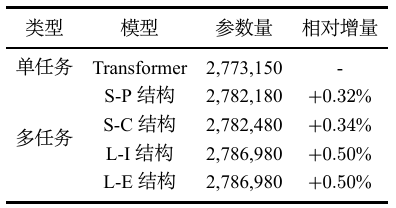 类型 模型 参数量 相对增量
单任务 Transformer 2,773,150 -
S-P 结构 2,782,180 +0.32%
多任务 S-C 结构 2,782,480 +0.34%
L-I 结构 2,786,980 +0.50%
L-E 结构 2,786,980 +0.50%